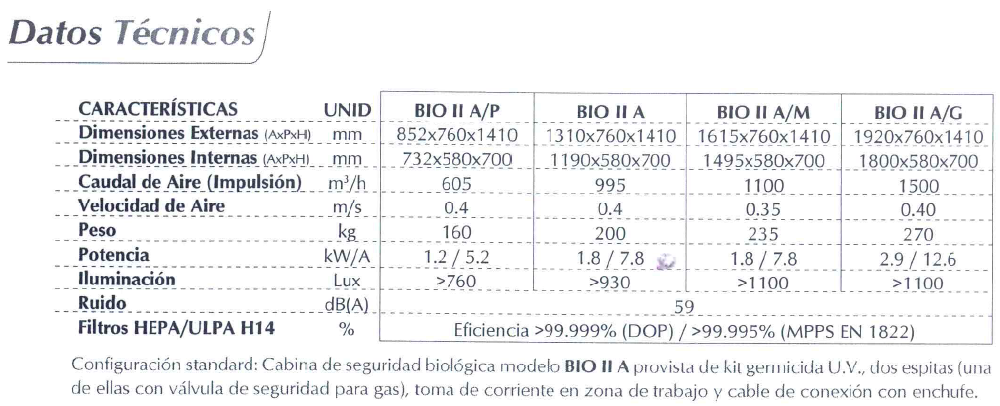 Datos Técnicos
CARACTERÍSTICAS UNID BIO II A/P BIO II A BIO II A/M BIO II A/G
Dimensiones Externas (AxPxH) mm 852x760x1410 1310x760x1410 1615x760x1410 1920x760x1410
Dimensiones Internas (AxPxH) mm 732x580x700 1190x580x700 1495x580x700 1800x580x700
Caudal de Aire (Impulsión) m³/h 605 995 1100 1500
Velocidad de Aire m/s 0.4 0.4 0.35 0.40
Peso kg 160 200 235 270
Potencia kW/A 1.2 / 5.2 1.8 / 7.8 1.8 / 7.8 2.9 / 12.6
Iluminación Lux >760 >930 >1100 >1100
Ruido dB(A) 59
Filtros HEPA/ULPA H14 % Eficiencia >99.999% (DOP) / >99.995% (MPPS EN 1822)
Configuración standard: Cabina de seguridad biológica modelo BIO II A provista de kit germicida U.V., dos espitas (una
de ellas con válvula de seguridad para gas), toma de corriente en zona de trabajo y cable de conexión con enchufe.